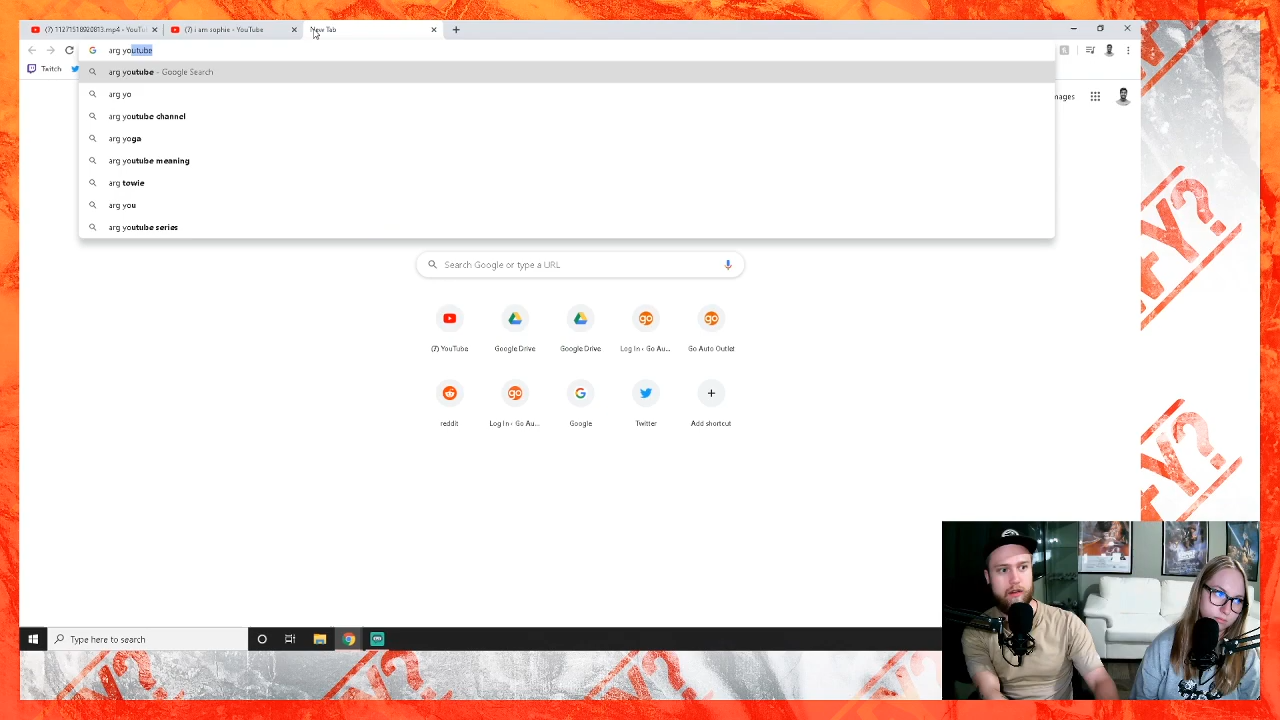 (7) 11271518920813.mp4 - YouTu
(7) i am sophie - YouTube
New Tab
arg youtube
Twitch
arg youtube - Google Search
arg yo
arg youtube channel
arg yoga
arg youtube meaning
arg towie
arg you
arg youtube series
Search Google or type a URL
(7) YouTube
Google Drive
Google Drive
Log In - Go Au...
Go Auto Outlet
reddit
Log In - Go Au...
Google
Twitter
Add shortcut
Type here to search